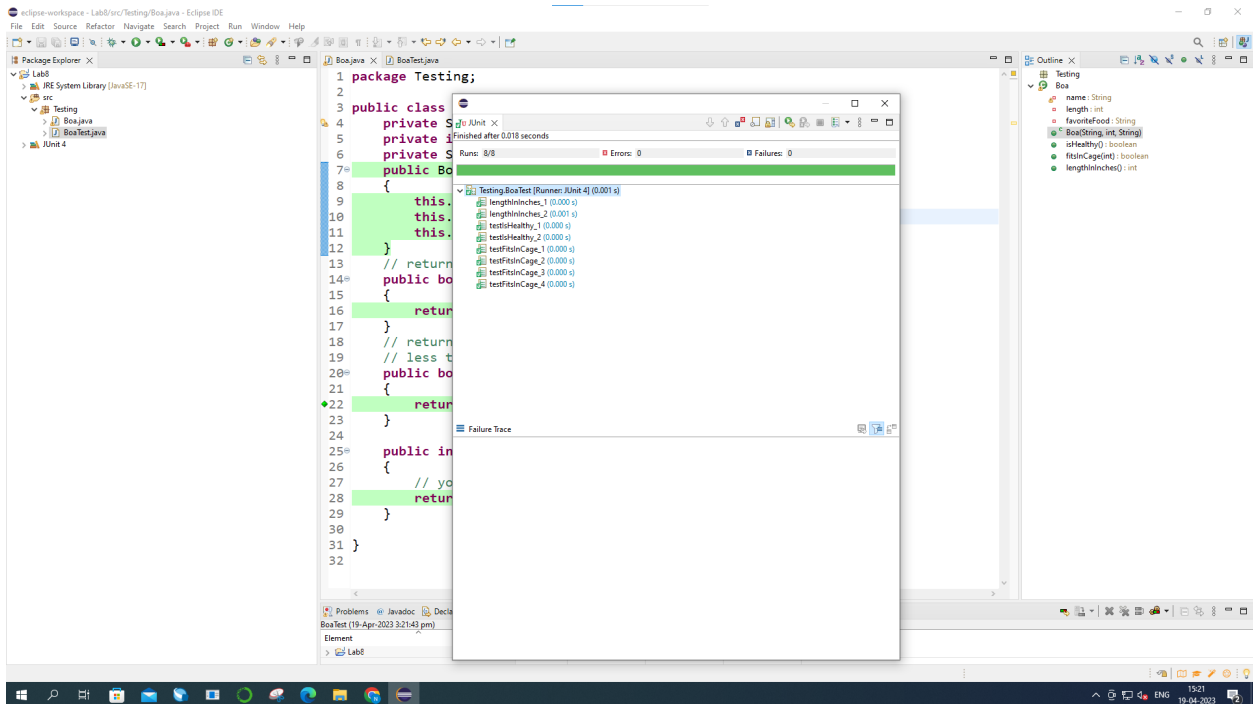 eclipse-workspace - Lab8/src/Testing/Boa.java - Eclipse IDE
File Edit Source Refactor Navigate Search Project Run Window Help
Package Explorer
Lab8
JRE System Library [JavaSE-17]
src
Testing
Boa.java
BoaTest.java
JUnit 4
Boa.java
BoaTest.java
1 package Testing;
2
3 public class
4 private S
5 private i
6 private S
7 public Bo
8 {
9 this.
10 this.
11 this.
12 }
13 // return
14 public bo
15 {
16 retur
17 }
18 // return
19 // less t
20 public bo
21 {
22 retur
23 }
24
25 public in
26 {
27 // yo
28 retur
29 }
30
31 }
32
JUnit
Finished after 0.018 seconds
Runs: 8/8 Errors: 0 Failures: 0
Testing.BoaTest [Runner: JUnit 4] (0.001 s)
lengthInInches_1 (0.000 s)
lengthInInches_2 (0.001 s)
testIsHealthy_1 (0.000 s)
testIsHealthy_2 (0.000 s)
testFitsInCage_1 (0.000 s)
testFitsInCage_2 (0.000 s)
testFitsInCage_3 (0.000 s)
testFitsInCage_4 (0.000 s)
Failure Trace
Outline
Testing
Boa
name : String
length : int
favoriteFood : String
Boa(String, int, String)
isHealthy() : boolean
fitsInCage(int) : boolean
lengthInInches() : int
Problems @ Javadoc Decla
BoaTest (19-Apr-2023 3:21:43 pm)
Element
Lab8
ENG
15:21
19-04-2023
2